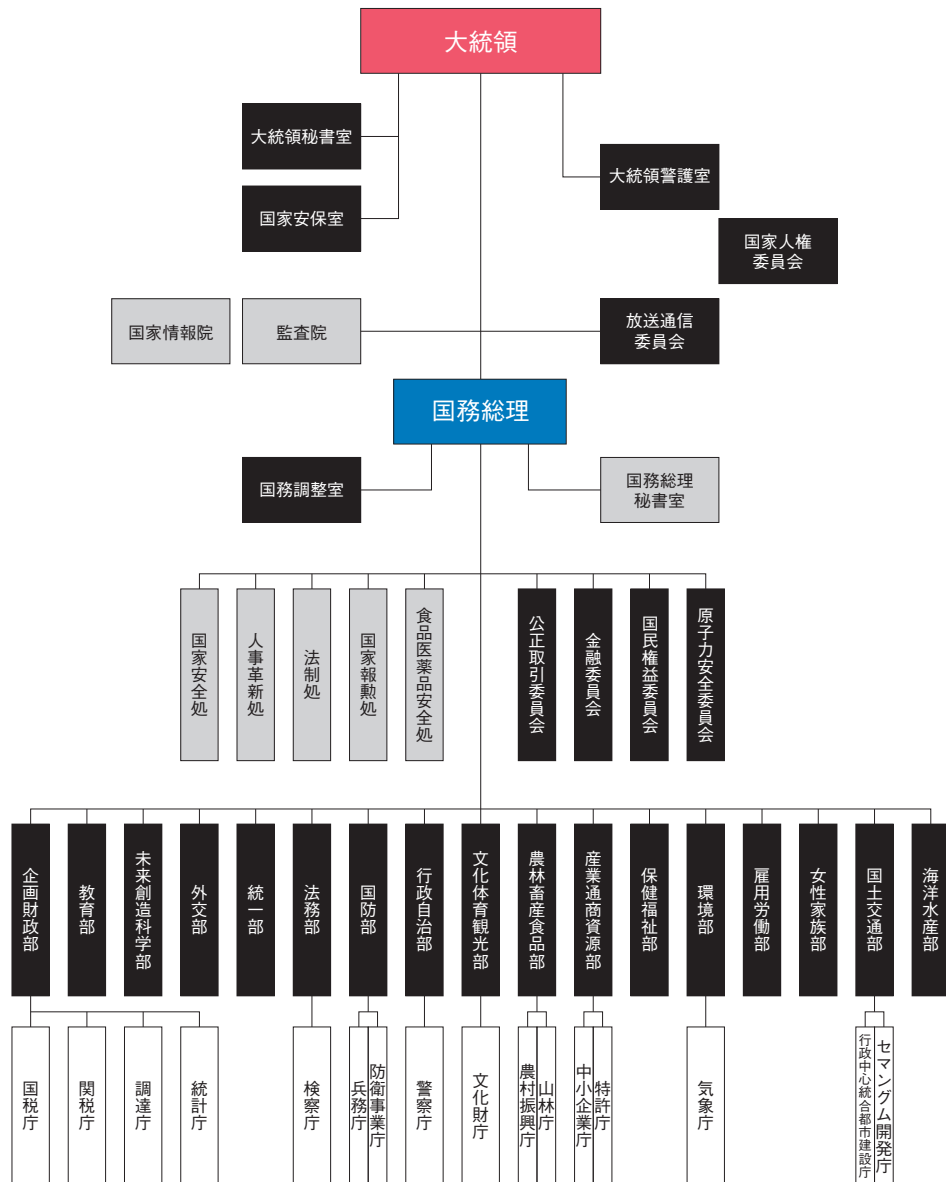 大統領
大統領秘書室
大統領警護室
国家安保室
国家人権
委員会
国家情報院
監査院
放送通信
委員会
国務総理
国務調整室
国務総理
秘書室
国家安全処
人事革新処
法制処
国家報勲処
食品医薬品安全処
公正取引委員会
金融委員会
国民権益委員会
原子力安全委員会
企画財政部
教育部
未来創造科学部
外交部
統一部
法務部
国防部
行政自治部
文化体育観光部
農林畜産食品部
産業通商資源部
保健福祉部
環境部
雇用労働部
女性家族部
国土交通部
海洋水産部
国税庁
関税庁
調達庁
統計庁
検察庁
兵務庁
防衛事業庁
警察庁
文化財庁
農村振興庁
山林庁
中小企業庁
特許庁
気象庁
行政中心統合都市建設庁
セマングム開発庁